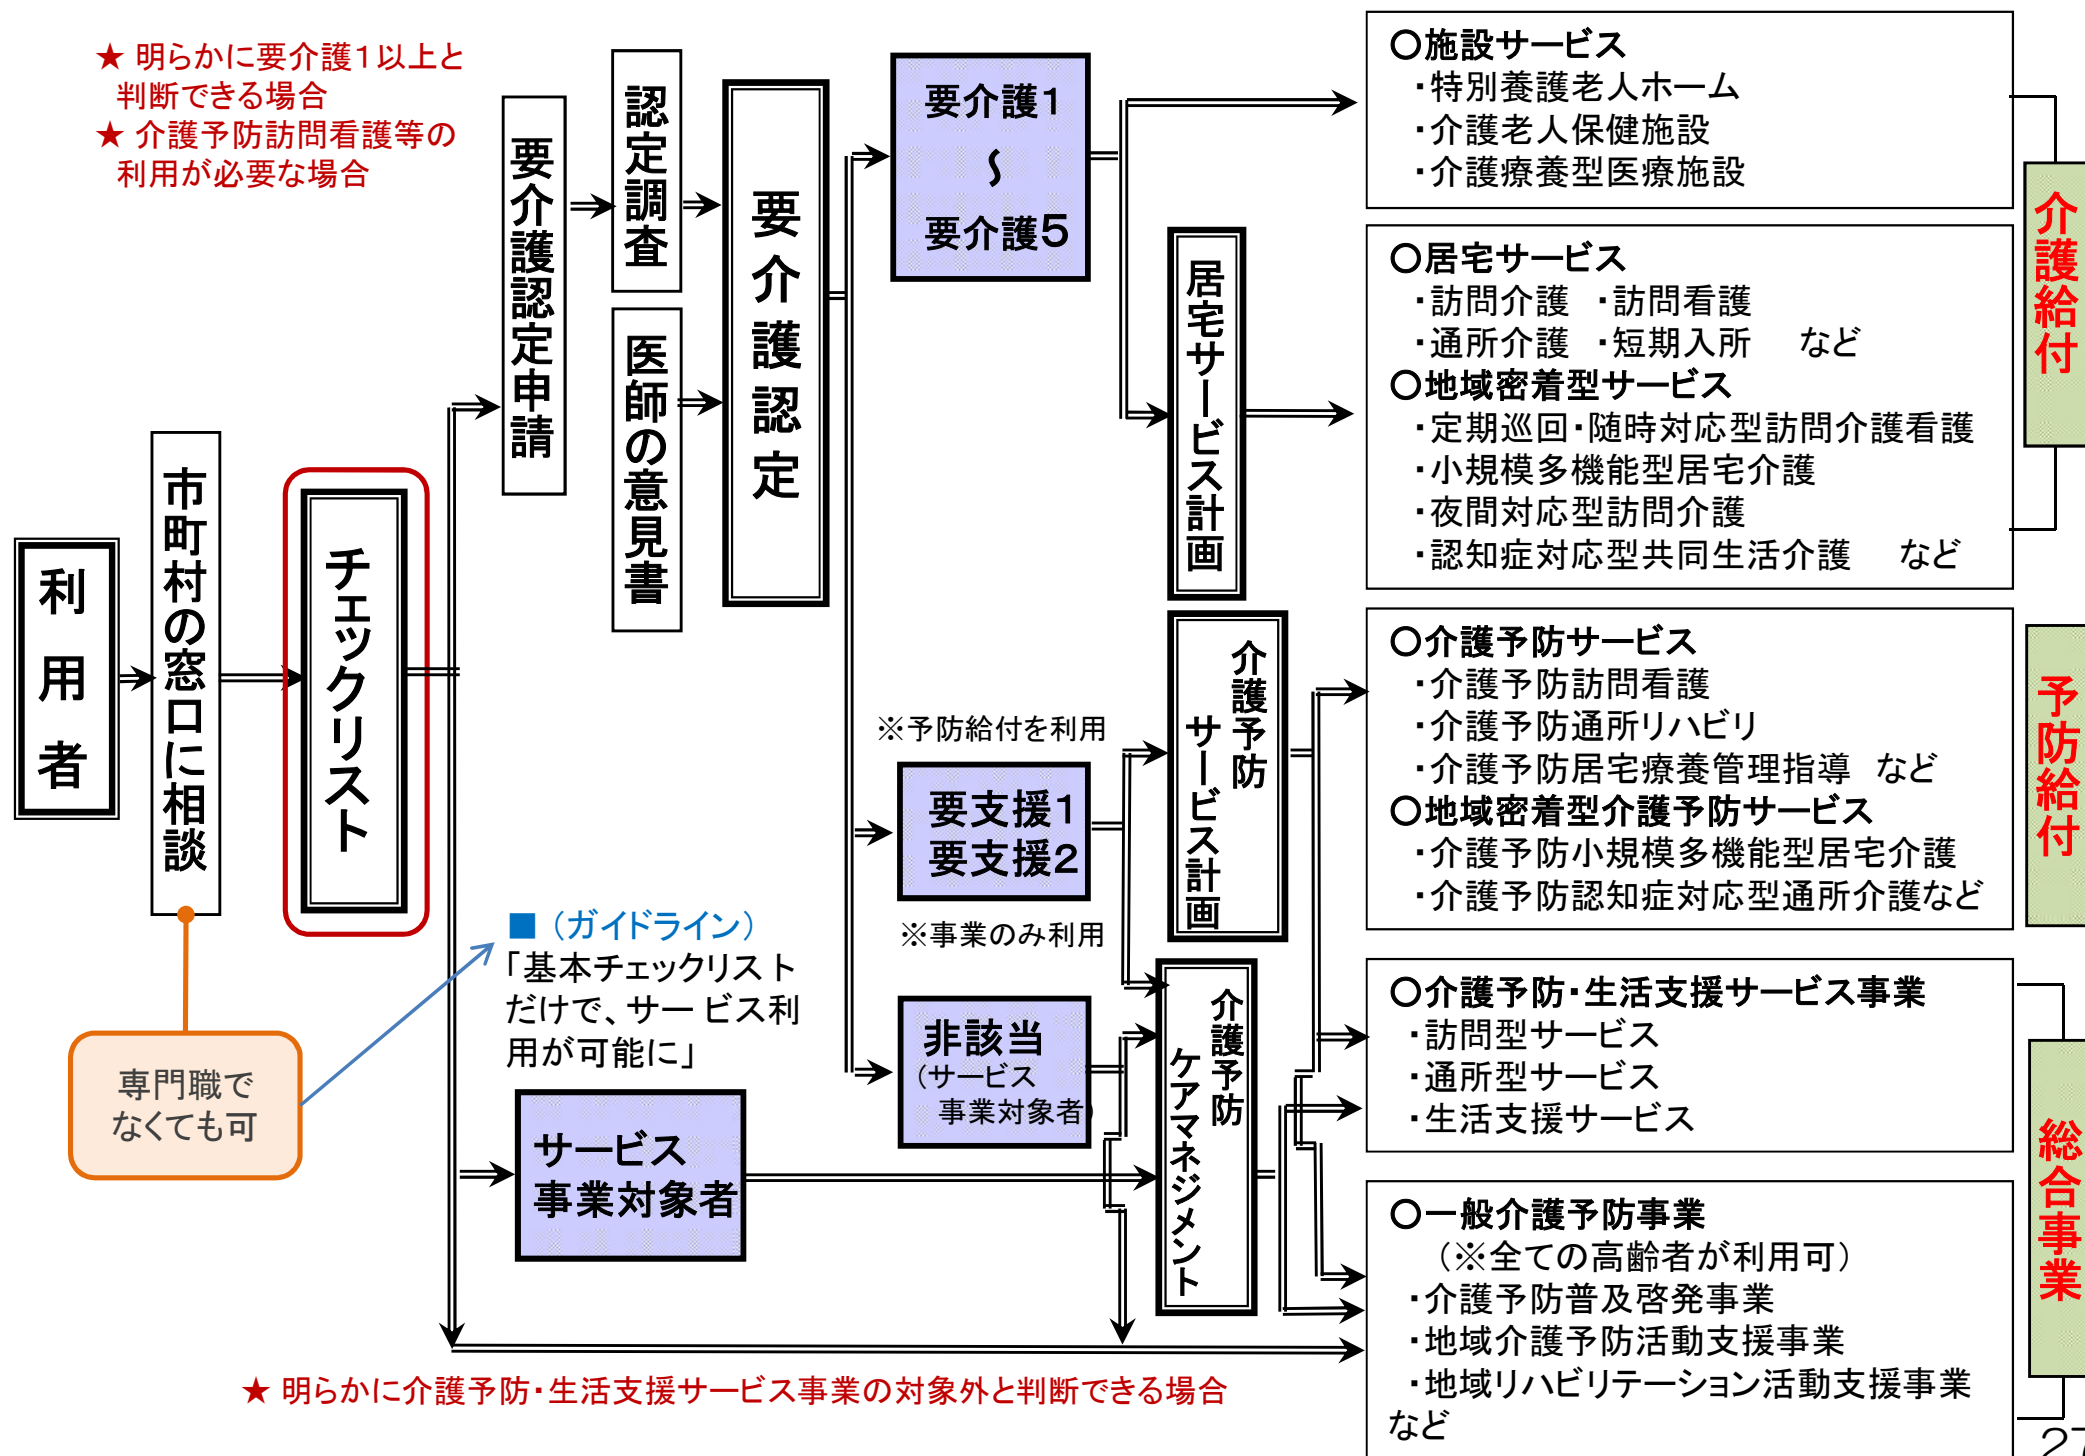 ★ 明らかに要介護1以上と
判断できる場合
★ 介護予防訪問看護等の
利用が必要な場合
利用者
市町村の窓口に相談
チェックリスト
専門職で
なくても可
要介護認定申請
認定調査
医師の意見書
要介護認定
■（ガイドライン）
「基本チェックリスト
だけで、サービス利
用が可能に」
サービス
事業対象者
要介護1
～
要介護5
※予防給付を利用
要支援1
要支援2
※事業のみ利用
非該当
（サービス
事業対象者）
居宅サービス計画
介護予防
サービス計画
介護予防
ケアマネジメント
○施設サービス
・特別養護老人ホーム
・介護老人保健施設
・介護療養型医療施設
○居宅サービス
・訪問介護 ・訪問看護
・通所介護 ・短期入所 など
○地域密着型サービス
・定期巡回・随時対応型訪問介護看護
・小規模多機能型居宅介護
・夜間対応型訪問介護
・認知症対応型共同生活介護 など
介護給付
○介護予防サービス
・介護予防訪問看護
・介護予防通所リハビリ
・介護予防居宅療養管理指導 など
○地域密着型介護予防サービス
・介護予防小規模多機能型居宅介護
・介護予防認知症対応型通所介護など
予防給付
○介護予防・生活支援サービス事業
・訪問型サービス
・通所型サービス
・生活支援サービス
○一般介護予防事業
（※全ての高齢者が利用可）
・介護予防普及啓発事業
・地域介護予防活動支援事業
・地域リハビリテーション活動支援事業
など
総合事業
★ 明らかに介護予防・生活支援サービス事業の対象外と判断できる場合